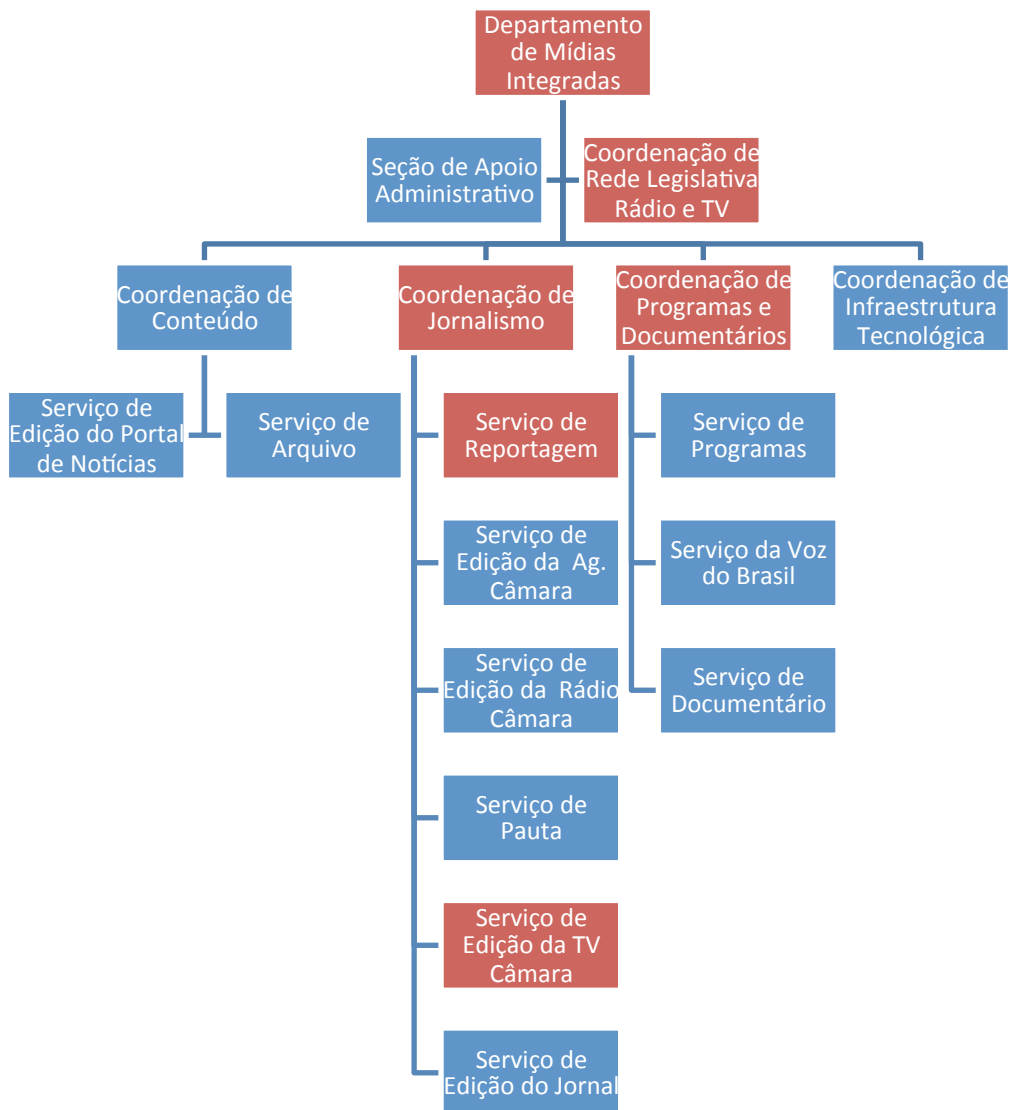 Departamento
de Mídias
Integradas
Seção de Apoio
Administrativo
Coordenação de
Rede Legislativa
Rádio e TV
Coordenação de
Conteúdo
Coordenação de
Jornalismo
Coordenação de
Programas e
Documentários
Coordenação de
Infraestrutura
Tecnológica
Serviço de
Edição do Portal
de Notícias
Serviço de
Arquivo
Serviço de
Reportagem
Serviço de
Edição da Ag.
Câmara
Serviço de
Edição da Rádio
Câmara
Serviço de
Pauta
Serviço de
Edição da TV
Câmara
Serviço de
Edição do Jornal
Serviço de
Programas
Serviço da Voz
do Brasil
Serviço de
Documentário